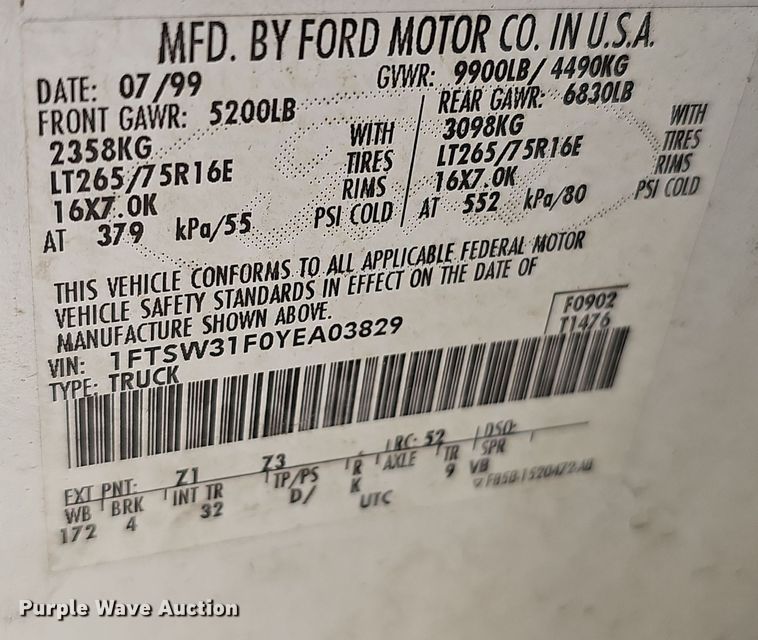 MFD. BY FORD MOTOR CO. IN U.S.A.
DATE: 07/99 GVWR: 9900LB/ 4490KG
FRONT GAWR: 5200LB REAR GAWR: 6830LB
2358KG WITH 3098KG WITH
LT265/75R16E TIRES LT265/75R16E TIRES
16X7.0K RIMS 16X7.0K RIMS
AT 379 kPa/55 PSI COLD AT 552 kPa/80 PSI COLD
THIS VEHICLE CONFORMS TO ALL APPLICABLE FEDERAL MOTOR
VEHICLE SAFETY STANDARDS IN EFFECT ON THE DATE OF
MANUFACTURE SHOWN ABOVE.
F0902
VIN: 1FTSW31F0YEA03829
T1476
TYPE: TRUCK
EXT PNT: Z1 Z3 RC: 52 DSO:
WB BRK INT TR TP/PS R AXLE TR SPR
172 4 32 D/ K 9 VB
UTC
Purple Wave Auction